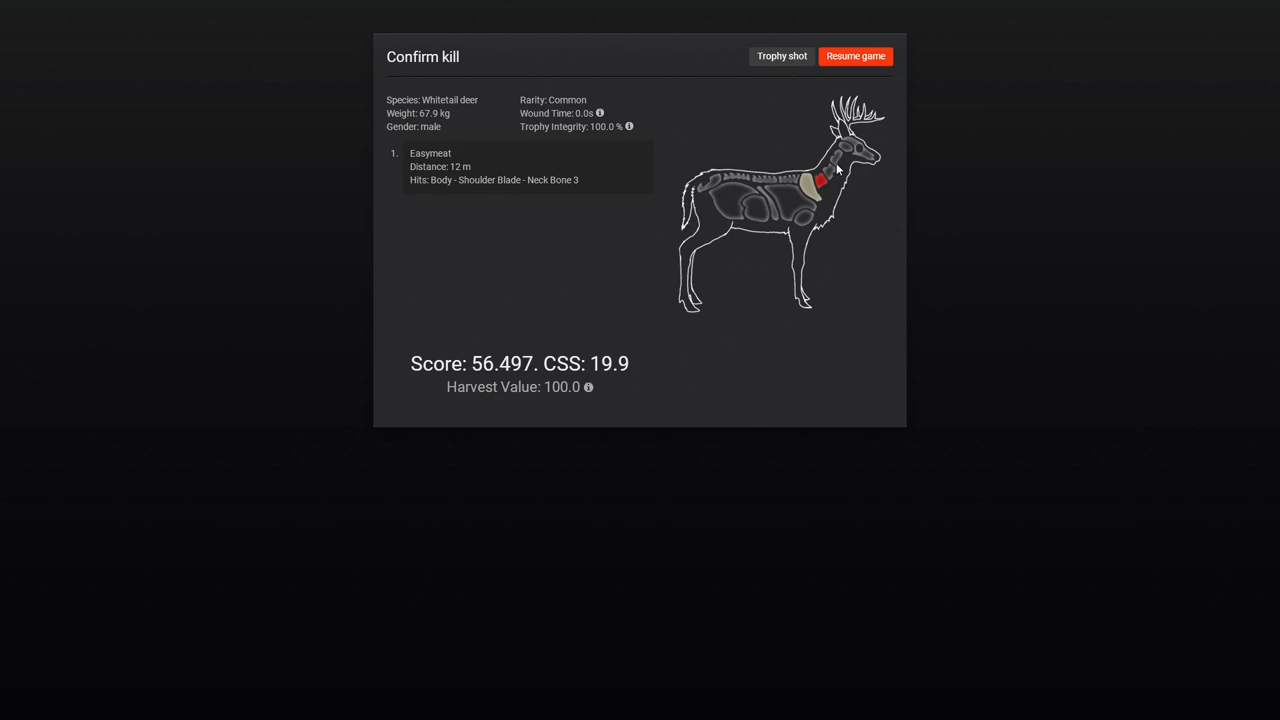 Confirm kill
Trophy shot
Resume game
Species: Whitetail deer
Weight: 67.9 kg
Gender: male
Rarity: Common
Wound Time: 0.0s
Trophy Integrity: 100.0 %
1. Easymeat
Distance: 12 m
Hits: Body - Shoulder Blade - Neck Bone 3
Score: 56.497. CSS: 19.9
Harvest Value: 100.0